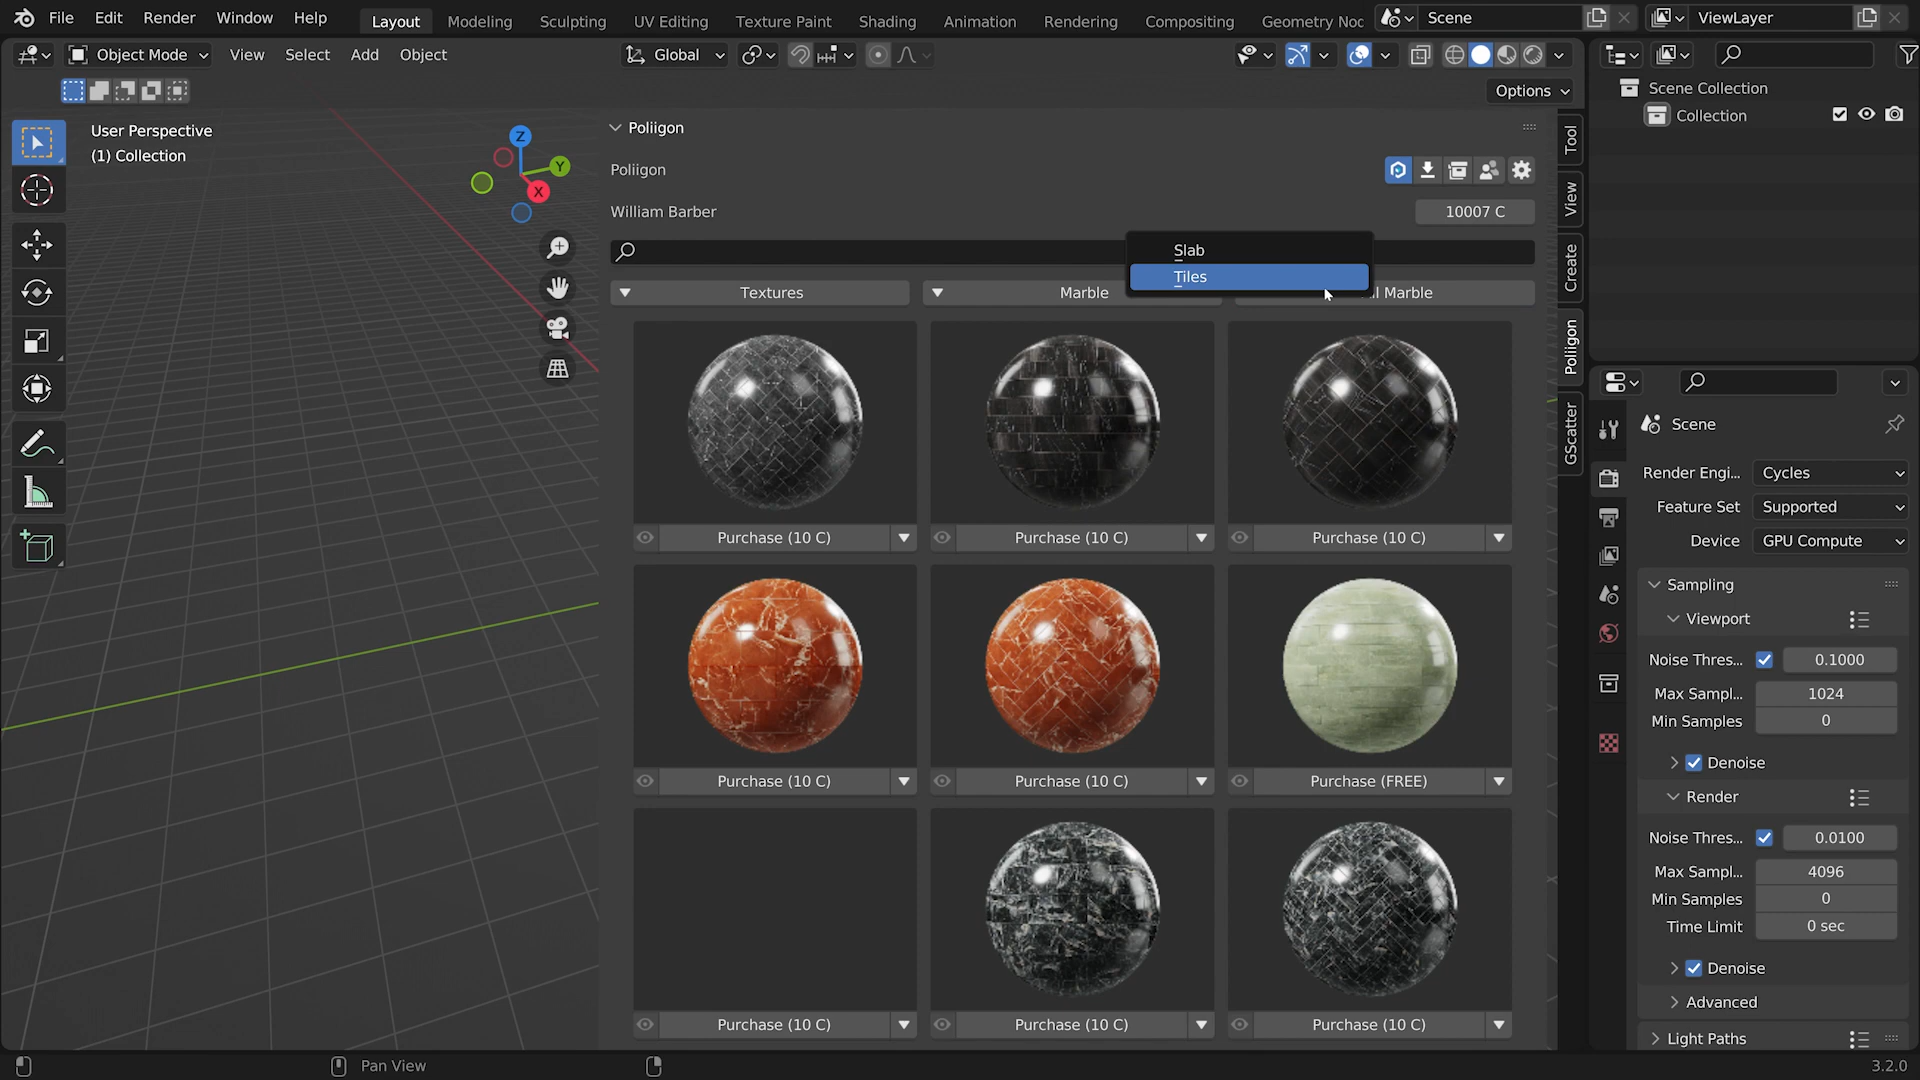 File Edit Render Window Help Layout Modeling Sculpting UV Editing Texture Paint Shading Animation Rendering Compositing Geometry Noc Scene ViewLayer
Object Mode View Select Add Object Global
Options
User Perspective
(1) Collection
Z
Y
X
Poliigon
Poliigon
William Barber 10007 C
Slab
Tiles
Textures Marble ll Marble
Purchase (10 C) Purchase (10 C) Purchase (10 C)
Purchase (10 C) Purchase (10 C) Purchase (FREE)
Purchase (10 C) Purchase (10 C) Purchase (10 C)
Tool
View
Create
Poliigon
GScatter
Scene Collection
Collection
Scene
Render Engi... Cycles
Feature Set Supported
Device GPU Compute
Sampling
Viewport
Noise Thres... 0.1000
Max Sampl... 1024
Min Samples 0
Denoise
Render
Noise Thres... 0.0100
Max Sampl... 4096
Min Samples 0
Time Limit 0 sec
Denoise
Advanced
Light Paths
Pan View 3.2.0